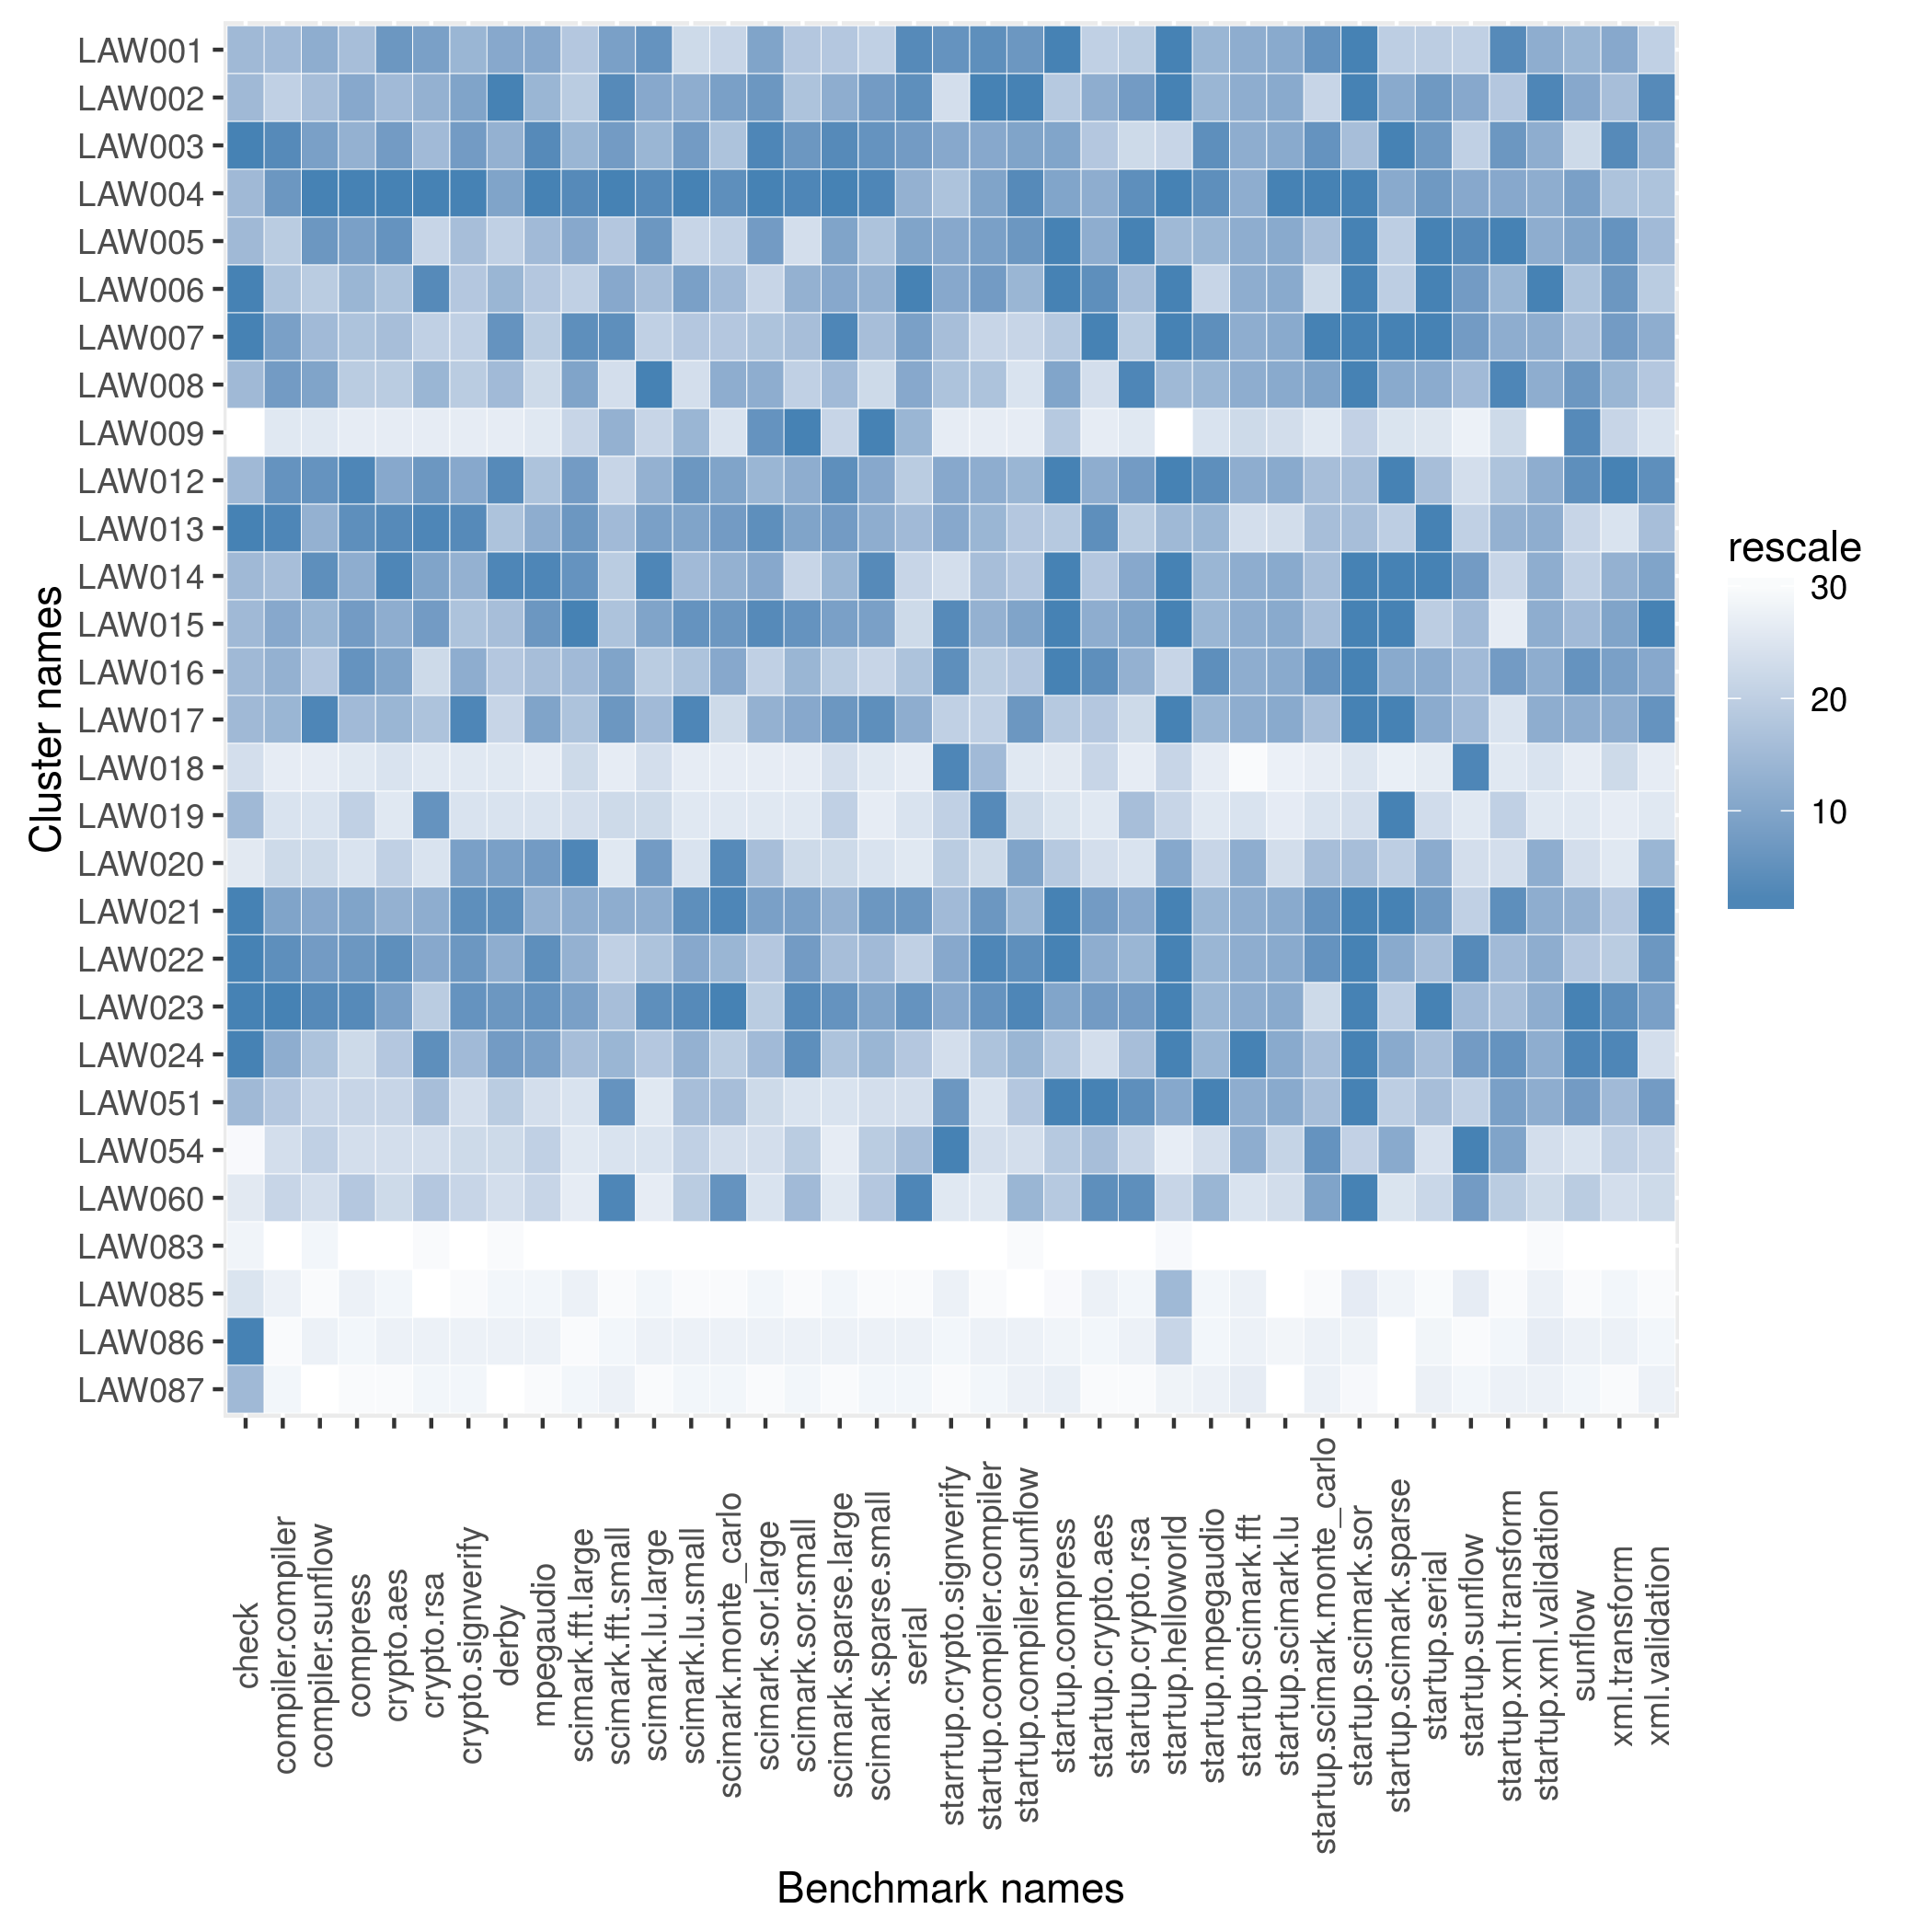 LAW001
LAW002
LAW003
LAW004
LAW005
LAW006
LAW007
LAW008
LAW009
LAW012
LAW013
LAW014
LAW015
LAW016
LAW017
LAW018
LAW019
LAW020
LAW021
LAW022
LAW023
LAW024
LAW051
LAW054
LAW060
LAW083
LAW085
LAW086
LAW087
Cluster names
check
compiler.compiler
compiler.sunflow
compress
crypto.aes
crypto.rsa
crypto.signverify
derby
mpegaudio
scimark.fft.large
scimark.fft.small
scimark.lu.large
scimark.lu.small
scimark.monte_carlo
scimark.sor.large
scimark.sor.small
scimark.sparse.large
scimark.sparse.small
serial
starrtup.crypto.signverify
startup.compiler.compiler
startup.compiler.sunflow
startup.compress
startup.crypto.aes
startup.crypto.rsa
startup.helloworld
startup.mpegaudio
startup.scimark.fft
startup.scimark.lu
startup.scimark.monte_carlo
startup.scimark.sor
startup.scimark.sparse
startup.serial
startup.sunflow
startup.xml.transform
startup.xml.validation
sunflow
xml.transform
xml.validation
Benchmark names
rescale
30
20
10